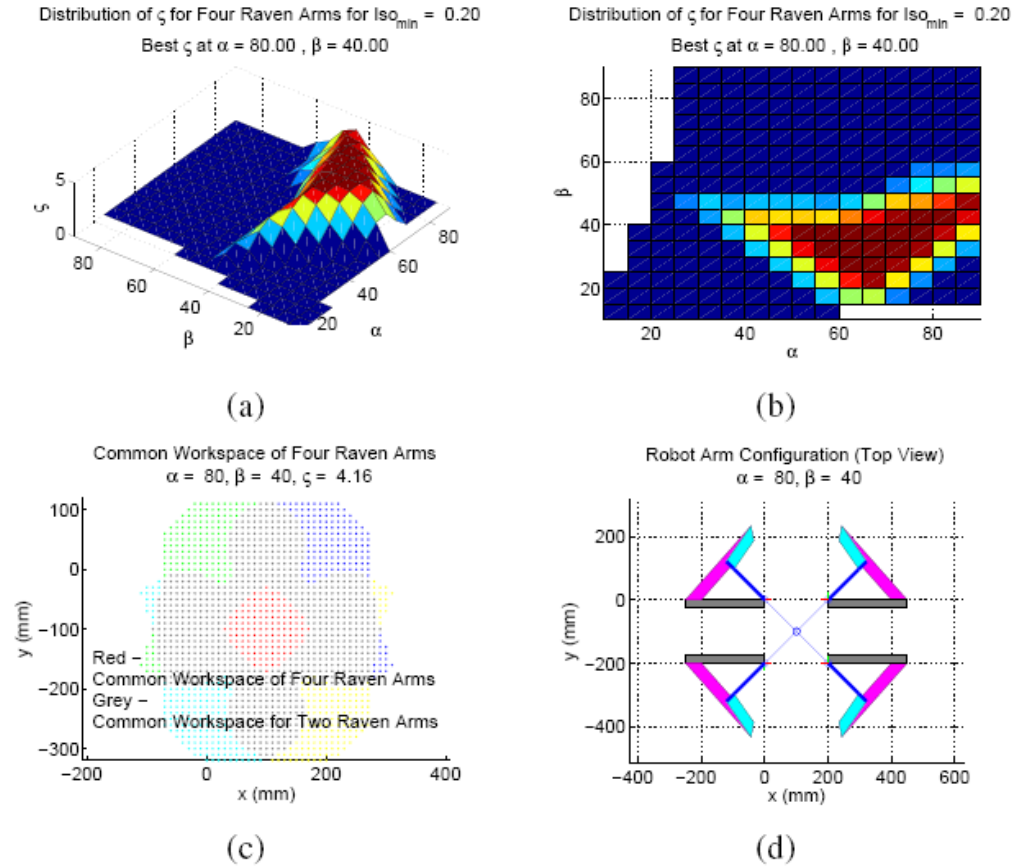 Distribution of ς for Four Raven Arms for Iso_min = 0.20
Best ς at α = 80.00 , β = 40.00
5
0
ς
80
60
40
20
β
20
40
60
80
α
(a)
Distribution of ς for Four Raven Arms for Iso_min = 0.20
Best ς at α = 80.00 , β = 40.00
80
60
40
20
β
20
40
60
80
α
(b)
Common Workspace of Four Raven Arms
α = 80, β = 40, ς = 4.16
100
0
−100
−200
−300
y (mm)
Red −
Common Workspace of Four Raven Arms
Grey −
Common Workspace for Two Raven Arms
−200
0
200
400
x (mm)
(c)
Robot Arm Configuration (Top View)
α = 80, β = 40
200
0
−200
−400
y (mm)
−400
−200
0
200
400
600
x (mm)
(d)